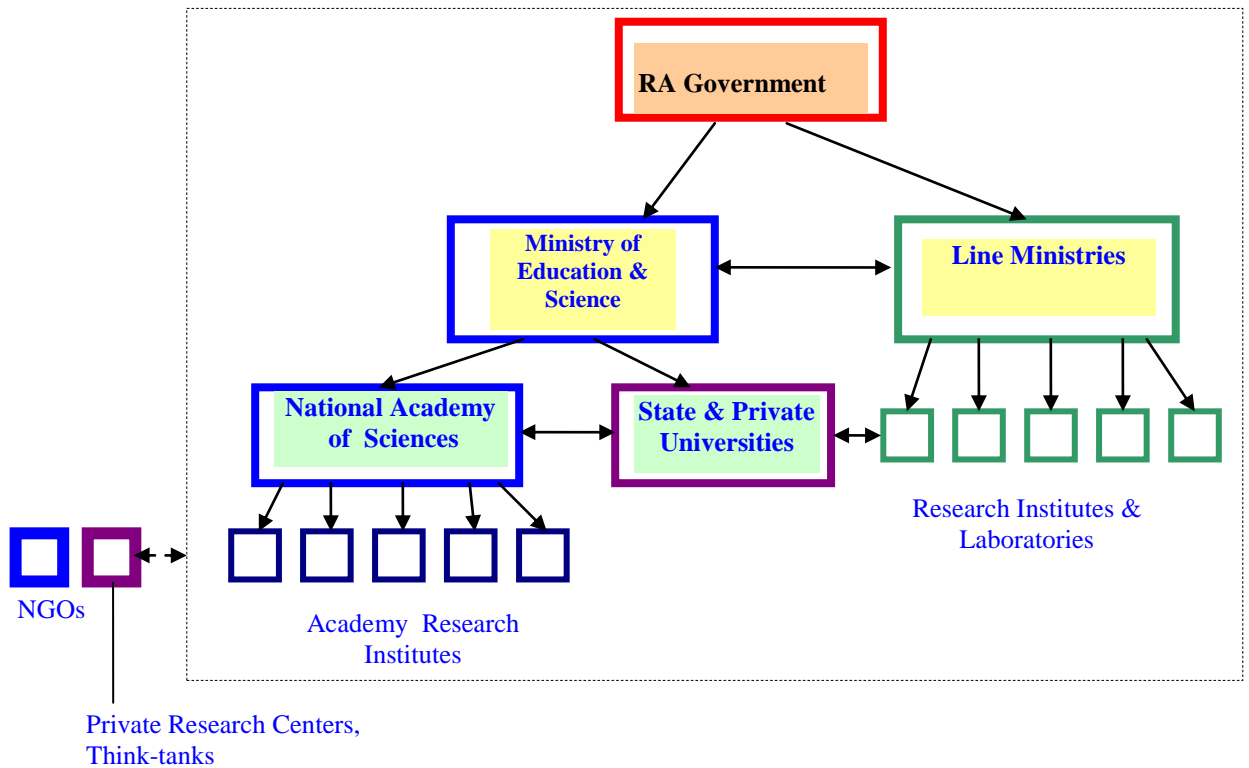 RA Government
Ministry of
Education &
Science
Line Ministries
National Academy
of Sciences
State & Private
Universities
Research Institutes &
Laboratories
NGOs
Academy Research
Institutes
Private Research Centers,
Think-tanks